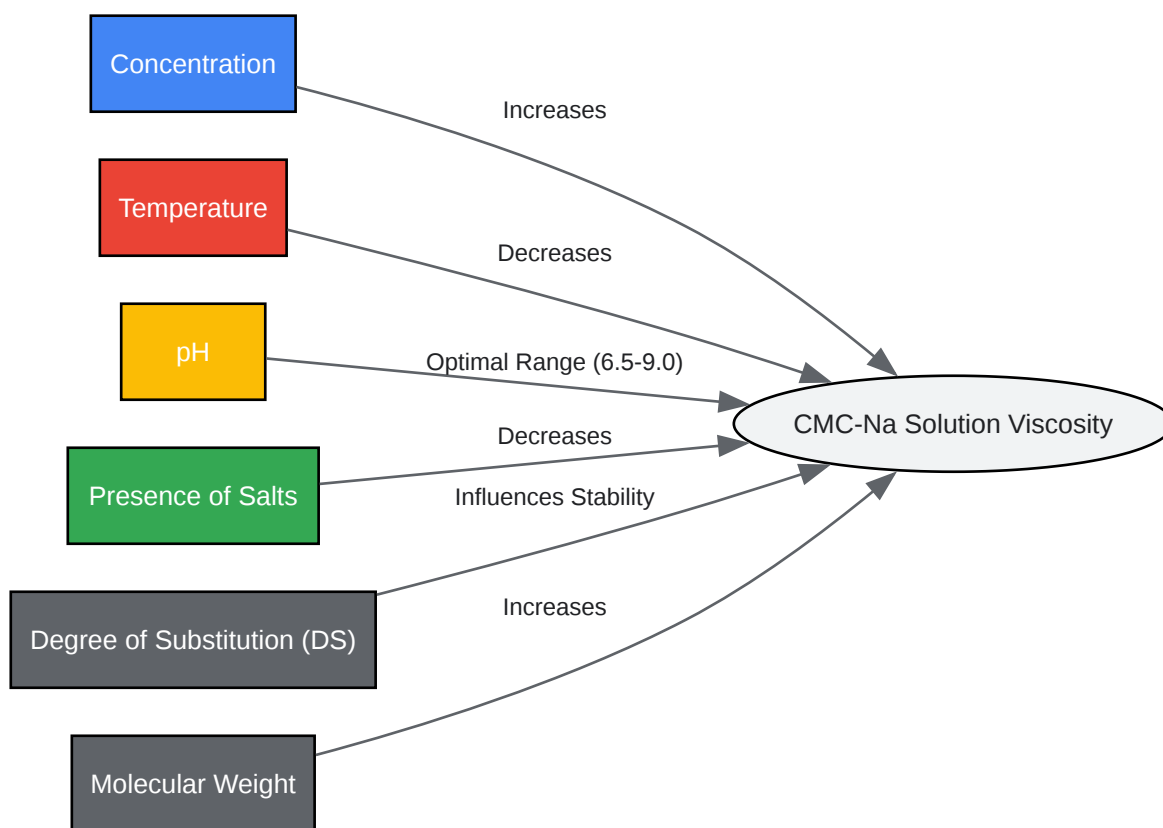 Concentration
Increases
Temperature
Decreases
pH
Optimal Range (6.5-9.0)
CMC-Na Solution Viscosity
Decreases
Presence of Salts
Influences Stability
Degree of Substitution (DS)
Increases
Molecular Weight